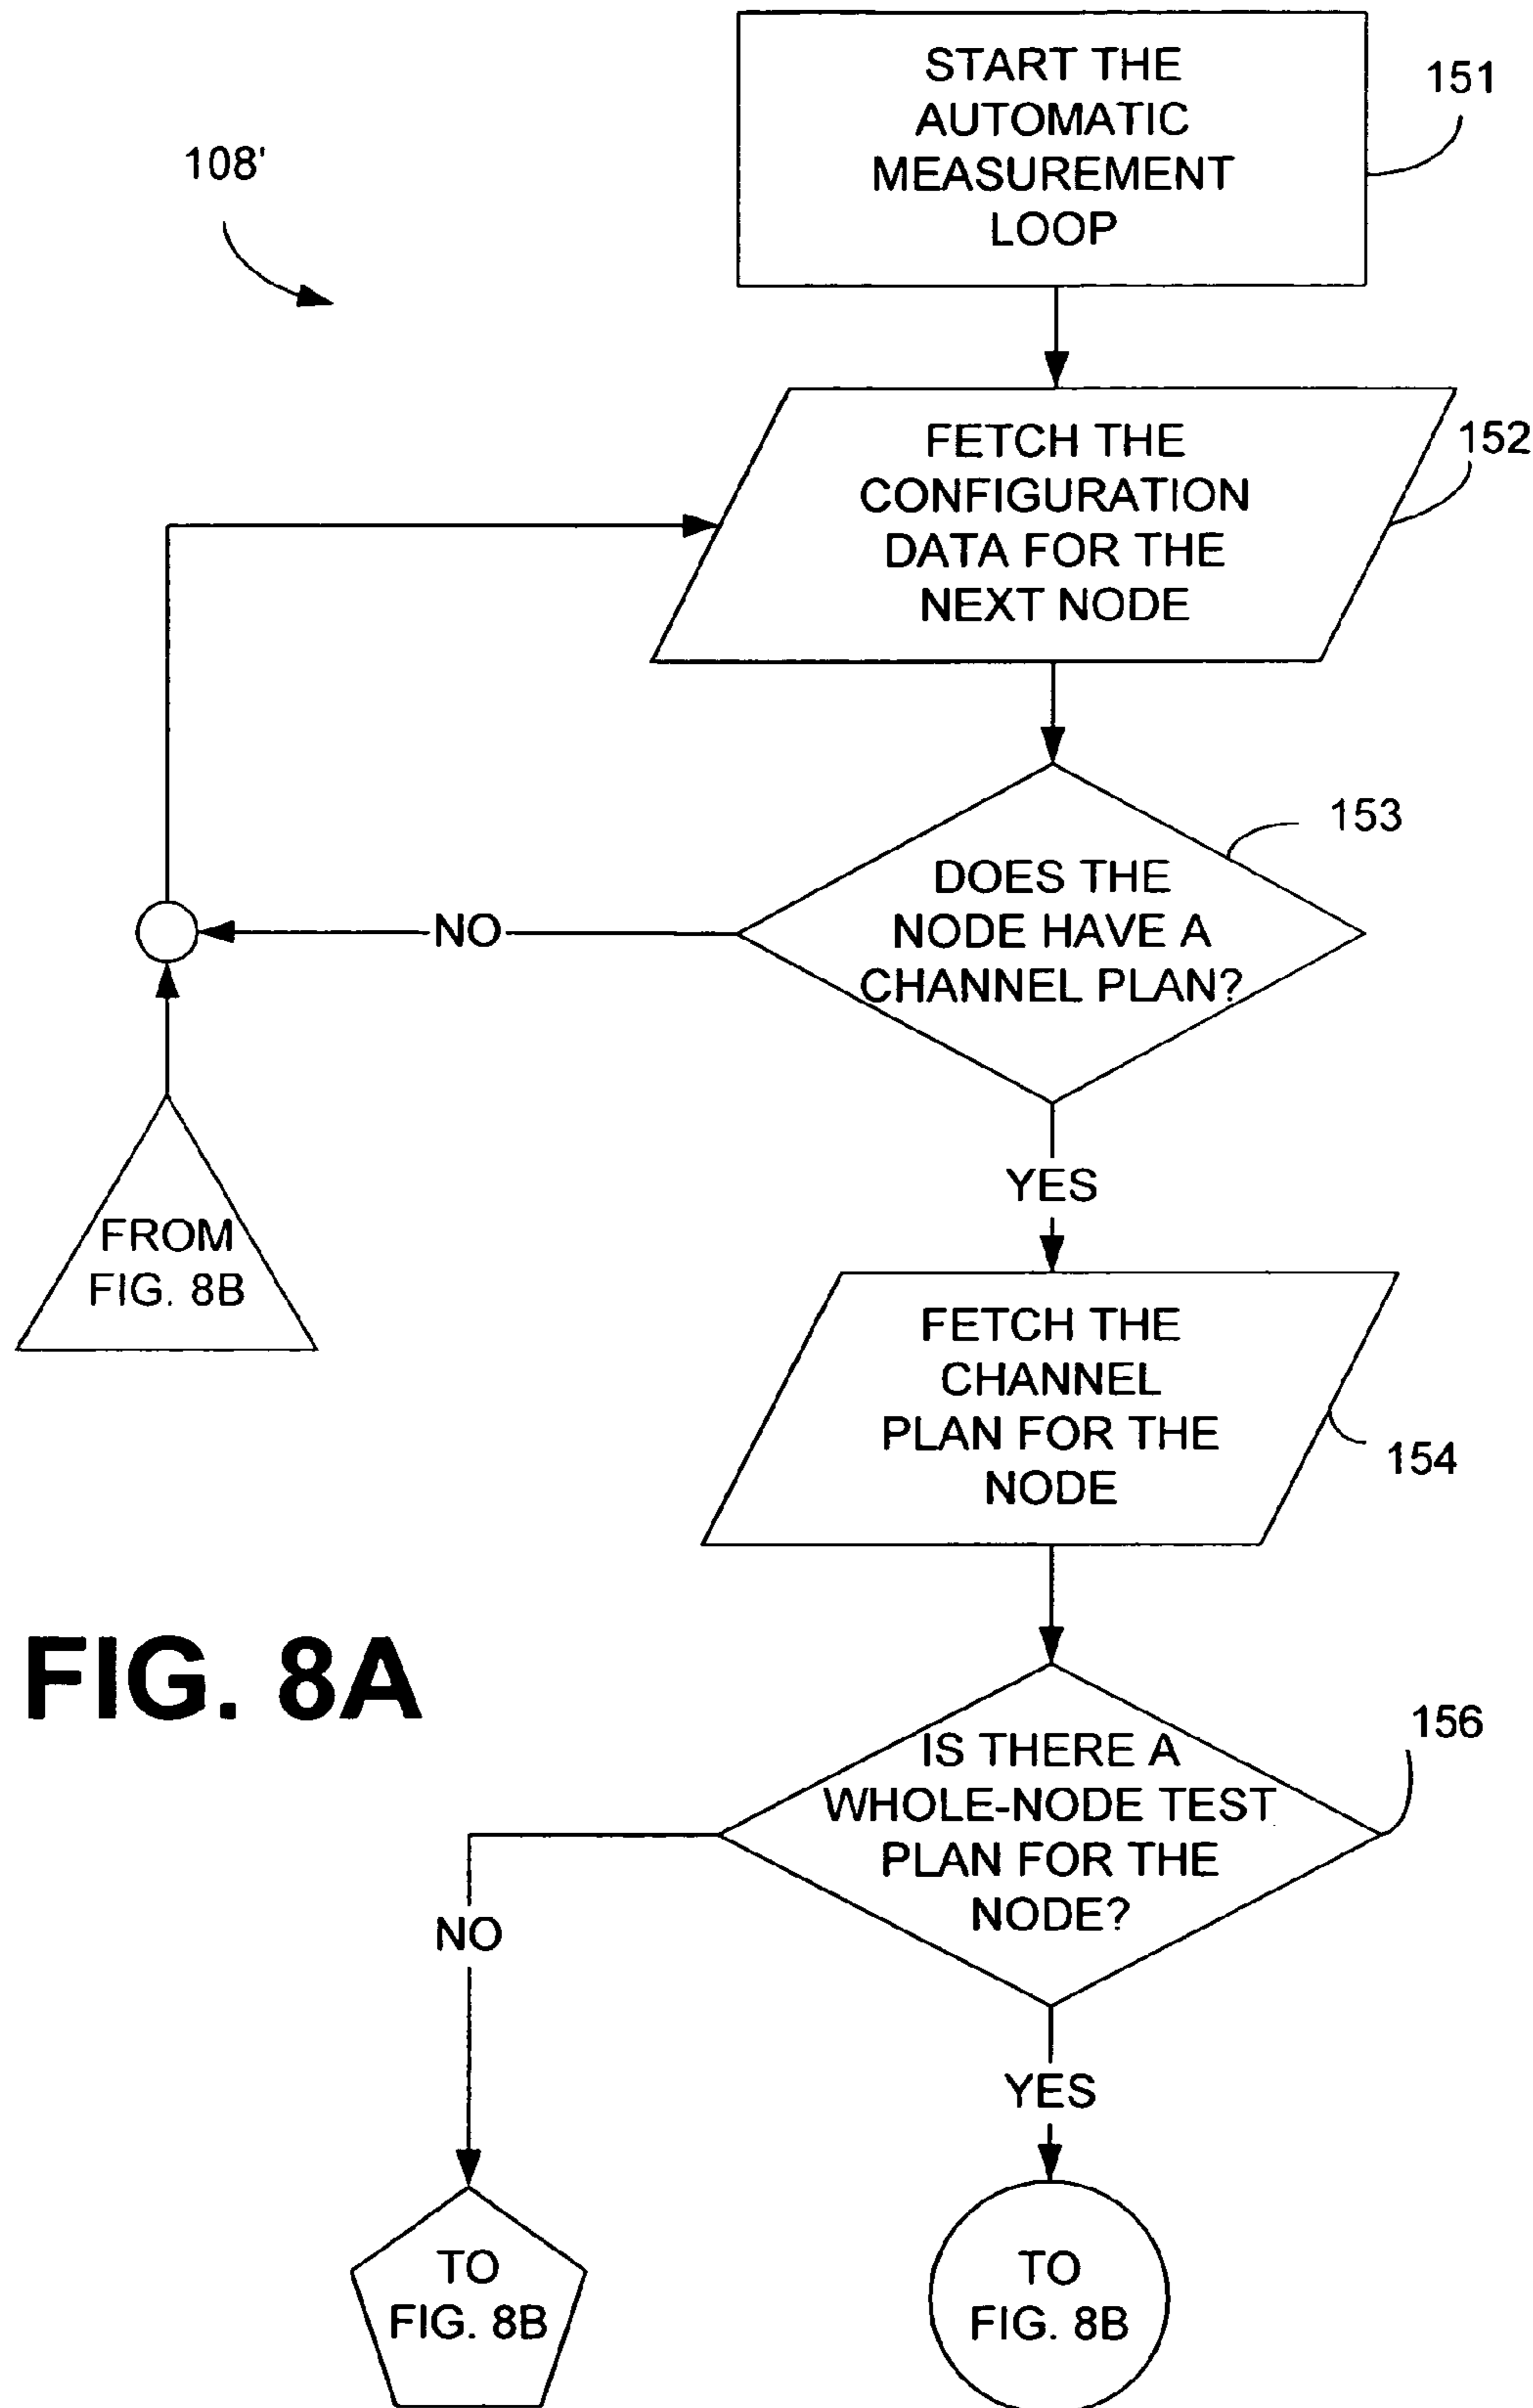 START THE
AUTOMATIC
MEASUREMENT
LOOP
151
108'
FETCH THE
CONFIGURATION
DATA FOR THE
NEXT NODE
152
153
DOES THE
NODE HAVE A
CHANNEL PLAN?
NO
YES
FROM
FIG. 8B
FETCH THE
CHANNEL
PLAN FOR THE
NODE
154
FIG. 8A
156
IS THERE A
WHOLE-NODE TEST
PLAN FOR THE
NODE?
NO
YES
TO
FIG. 8B
TO
FIG. 8B